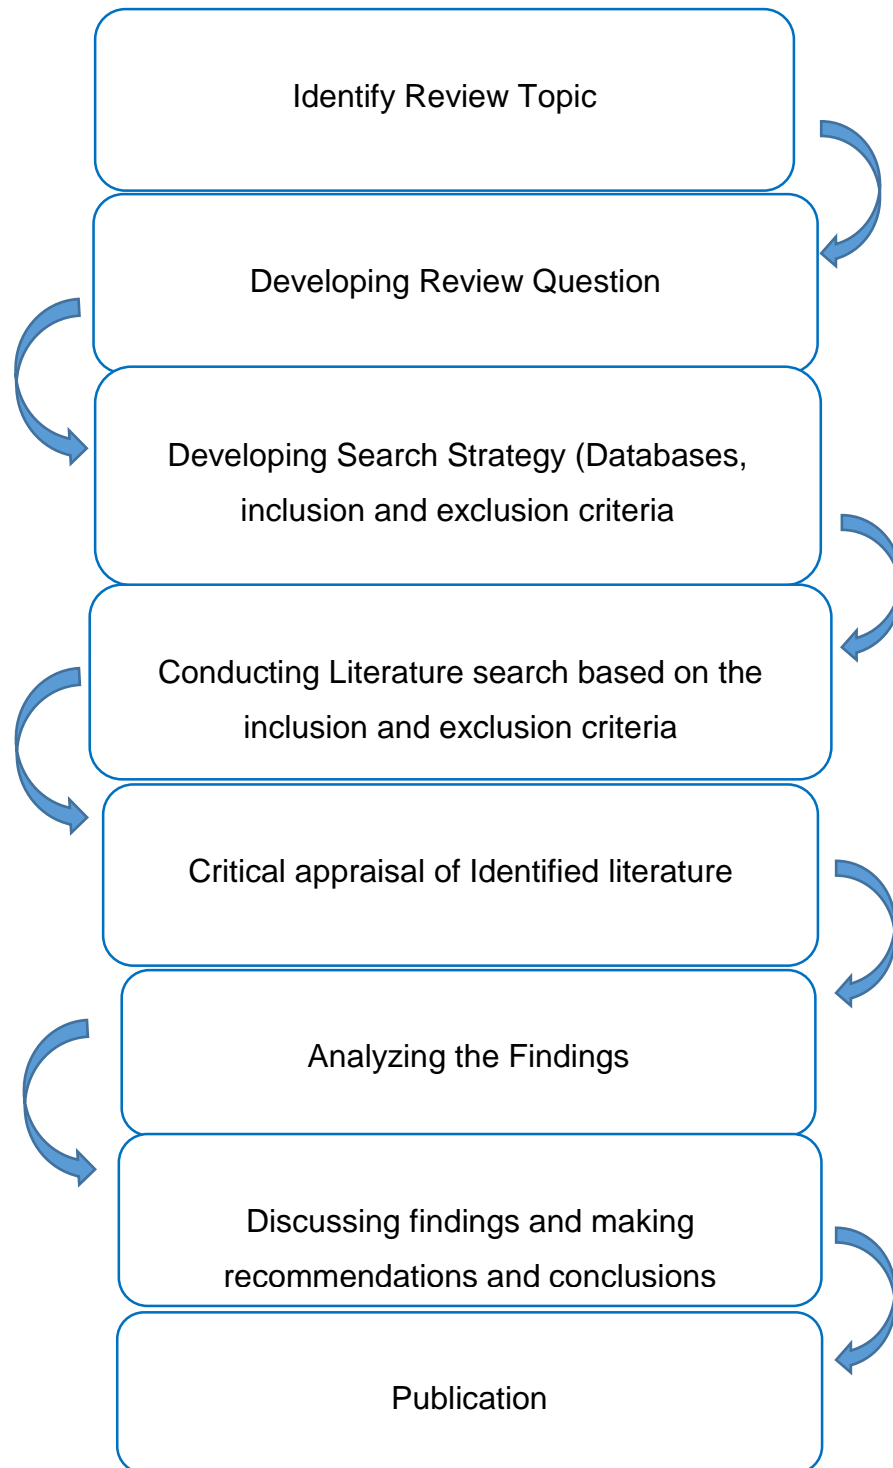 Identify Review Topic
Developing Review Question
Developing Search Strategy (Databases,
inclusion and exclusion criteria
Conducting Literature search based on the
inclusion and exclusion criteria
Critical appraisal of Identified literature
Analyzing the Findings
Discussing findings and making
recommendations and conclusions
Publication